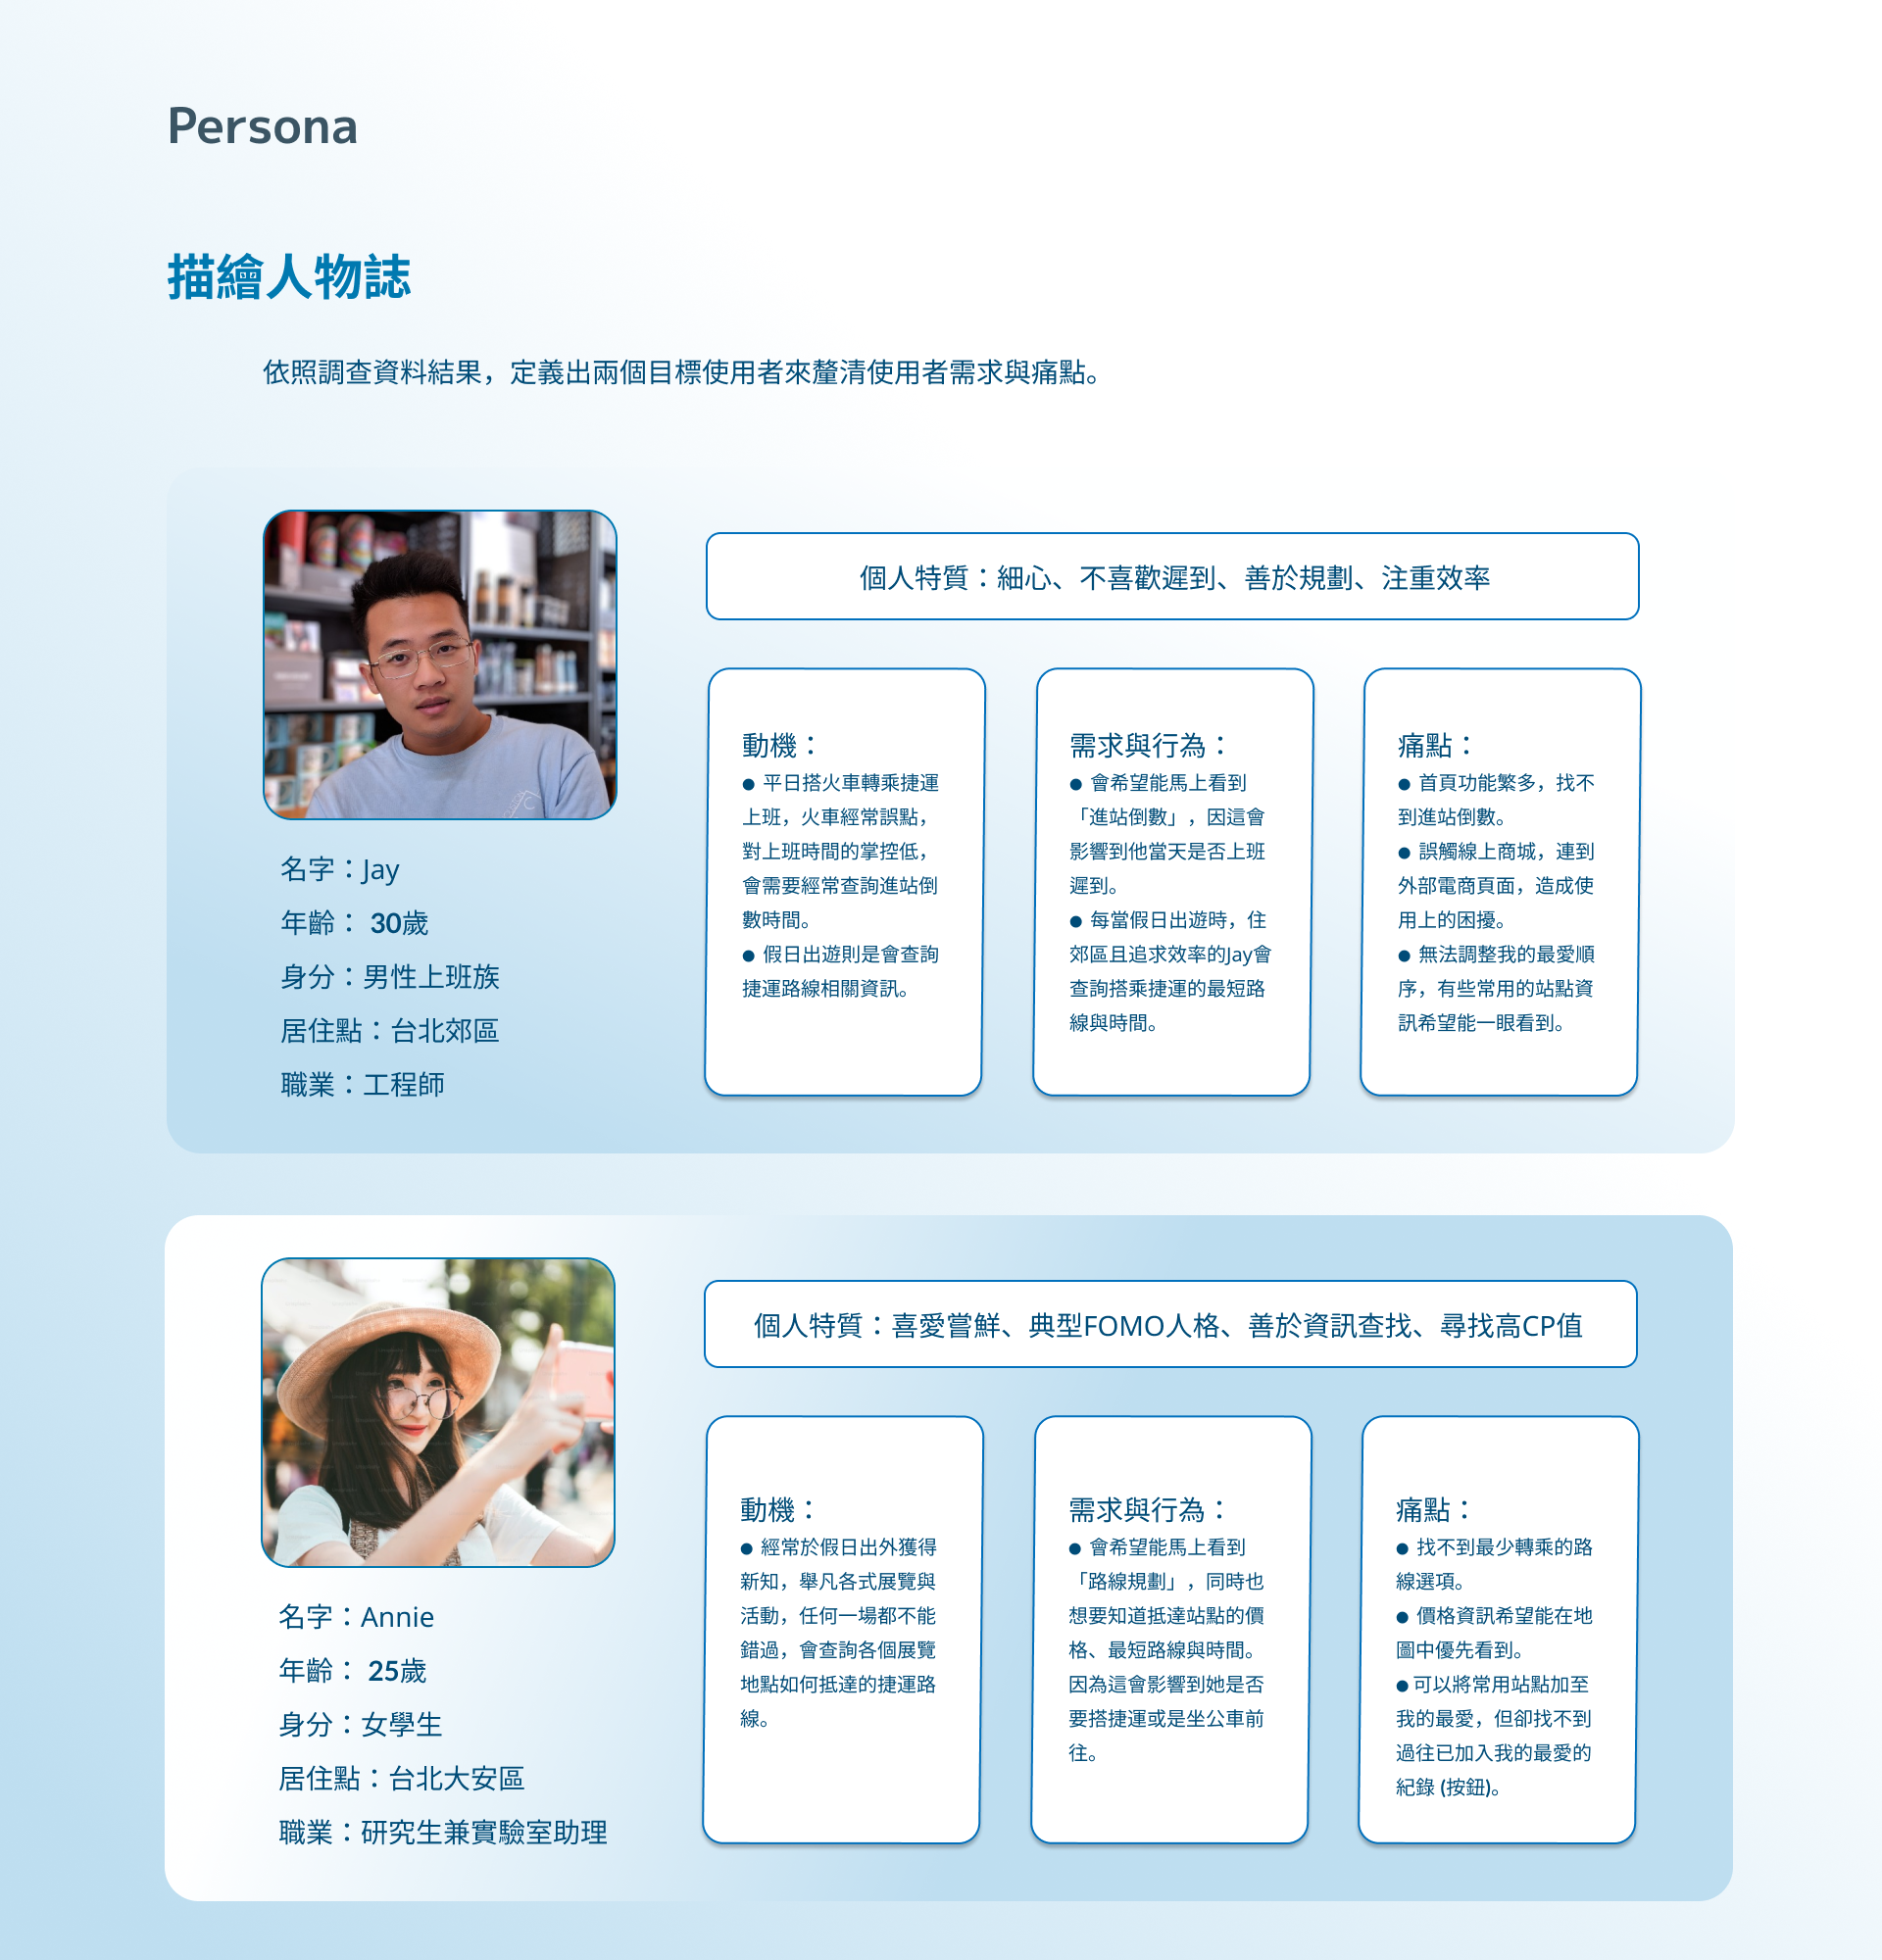 Persona
描繪人物誌
依照調查資料結果，定義出兩個目標使用者來釐清使用者需求與痛點。
名字：Jay
年齡： 30歲
身分：男性上班族
居住點：台北郊區
職業：工程師
個人特質：細心、不喜歡遲到、善於規劃、注重效率
動機：
● 平日搭火車轉乘捷運
上班，火車經常誤點，
對上班時間的掌控低，
會需要經常查詢進站倒
數時間。
● 假日出遊則是會查詢
捷運路線相關資訊。
需求與行為：
● 會希望能馬上看到
「進站倒數」，因這會
影響到他當天是否上班
遲到。
● 每當假日出遊時，住
郊區且追求效率的Jay會
查詢搭乘捷運的最短路
線與時間。
痛點：
● 首頁功能繁多，找不
到進站倒數。
● 誤觸線上商城，連到
外部電商頁面，造成使
用上的困擾。
● 無法調整我的最愛順
序，有些常用的站點資
訊希望能一眼看到。
名字：Annie
年齡： 25歲
身分：女學生
居住點：台北大安區
職業：研究生兼實驗室助理
個人特質：喜愛嘗鮮、典型FOMO人格、善於資訊查找、尋找高CP值
動機：
● 經常於假日出外獲得
新知，舉凡各式展覽與
活動，任何一場都不能
錯過，會查詢各個展覽
地點如何抵達的捷運路
線。
需求與行為：
● 會希望能馬上看到
「路線規劃」，同時也
想要知道抵達站點的價
格、最短路線與時間。
因為這會影響到她是否
要搭捷運或是坐公車前
往。
痛點：
● 找不到最少轉乘的路
線選項。
● 價格資訊希望能在地
圖中優先看到。
● 可以將常用站點加至
我的最愛，但卻找不到
過往已加入我的最愛的
紀錄 (按鈕)。